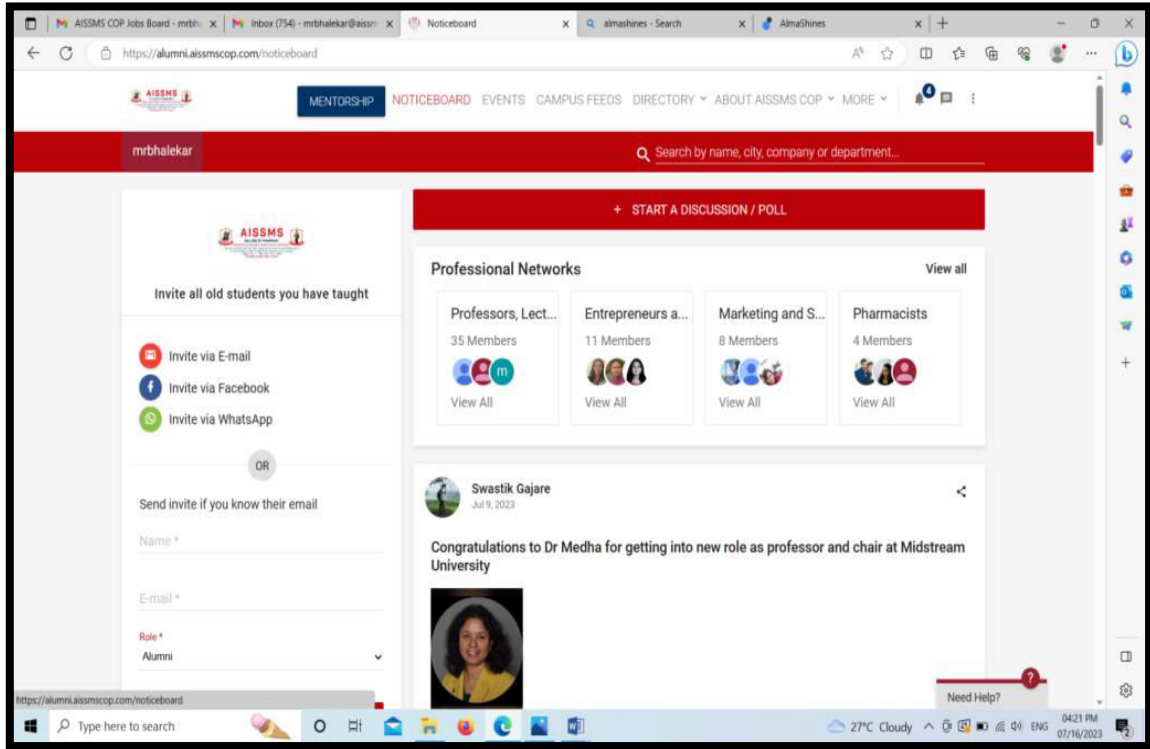 AISSMS COP Jobs Board - mrbh
Inbox (754) - mrbhalekar@aissm
Noticeboard
almashines - Search
AlmaShines
https://alumni.aissmscop.com/noticeboard
AISSMS
MENTORSHIP
NOTICEBOARD
EVENTS
CAMPUS FEEDS
DIRECTORY
ABOUT AISSMS COP
MORE
4
mrbhalekar
Search by name, city, company or department...
AISSMS
Invite all old students you have taught
Invite via E-mail
Invite via Facebook
Invite via WhatsApp
OR
Send invite if you know their email
Name *
E-mail *
Role *
Alumni
+ START A DISCUSSION / POLL
Professional Networks
View all
Professors, Lect...
35 Members
m
View All
Entrepreneurs a...
11 Members
View All
Marketing and S...
8 Members
View All
Pharmacists
4 Members
View All
Swastik Gajare
Jul 9, 2023
Congratulations to Dr Medha for getting into new role as professor and chair at Midstream
University
?
Need Help?
https://alumni.aissmscop.com/noticeboard
Type here to search
27°C Cloudy
ENG
04:21 PM
07/16/2023
2